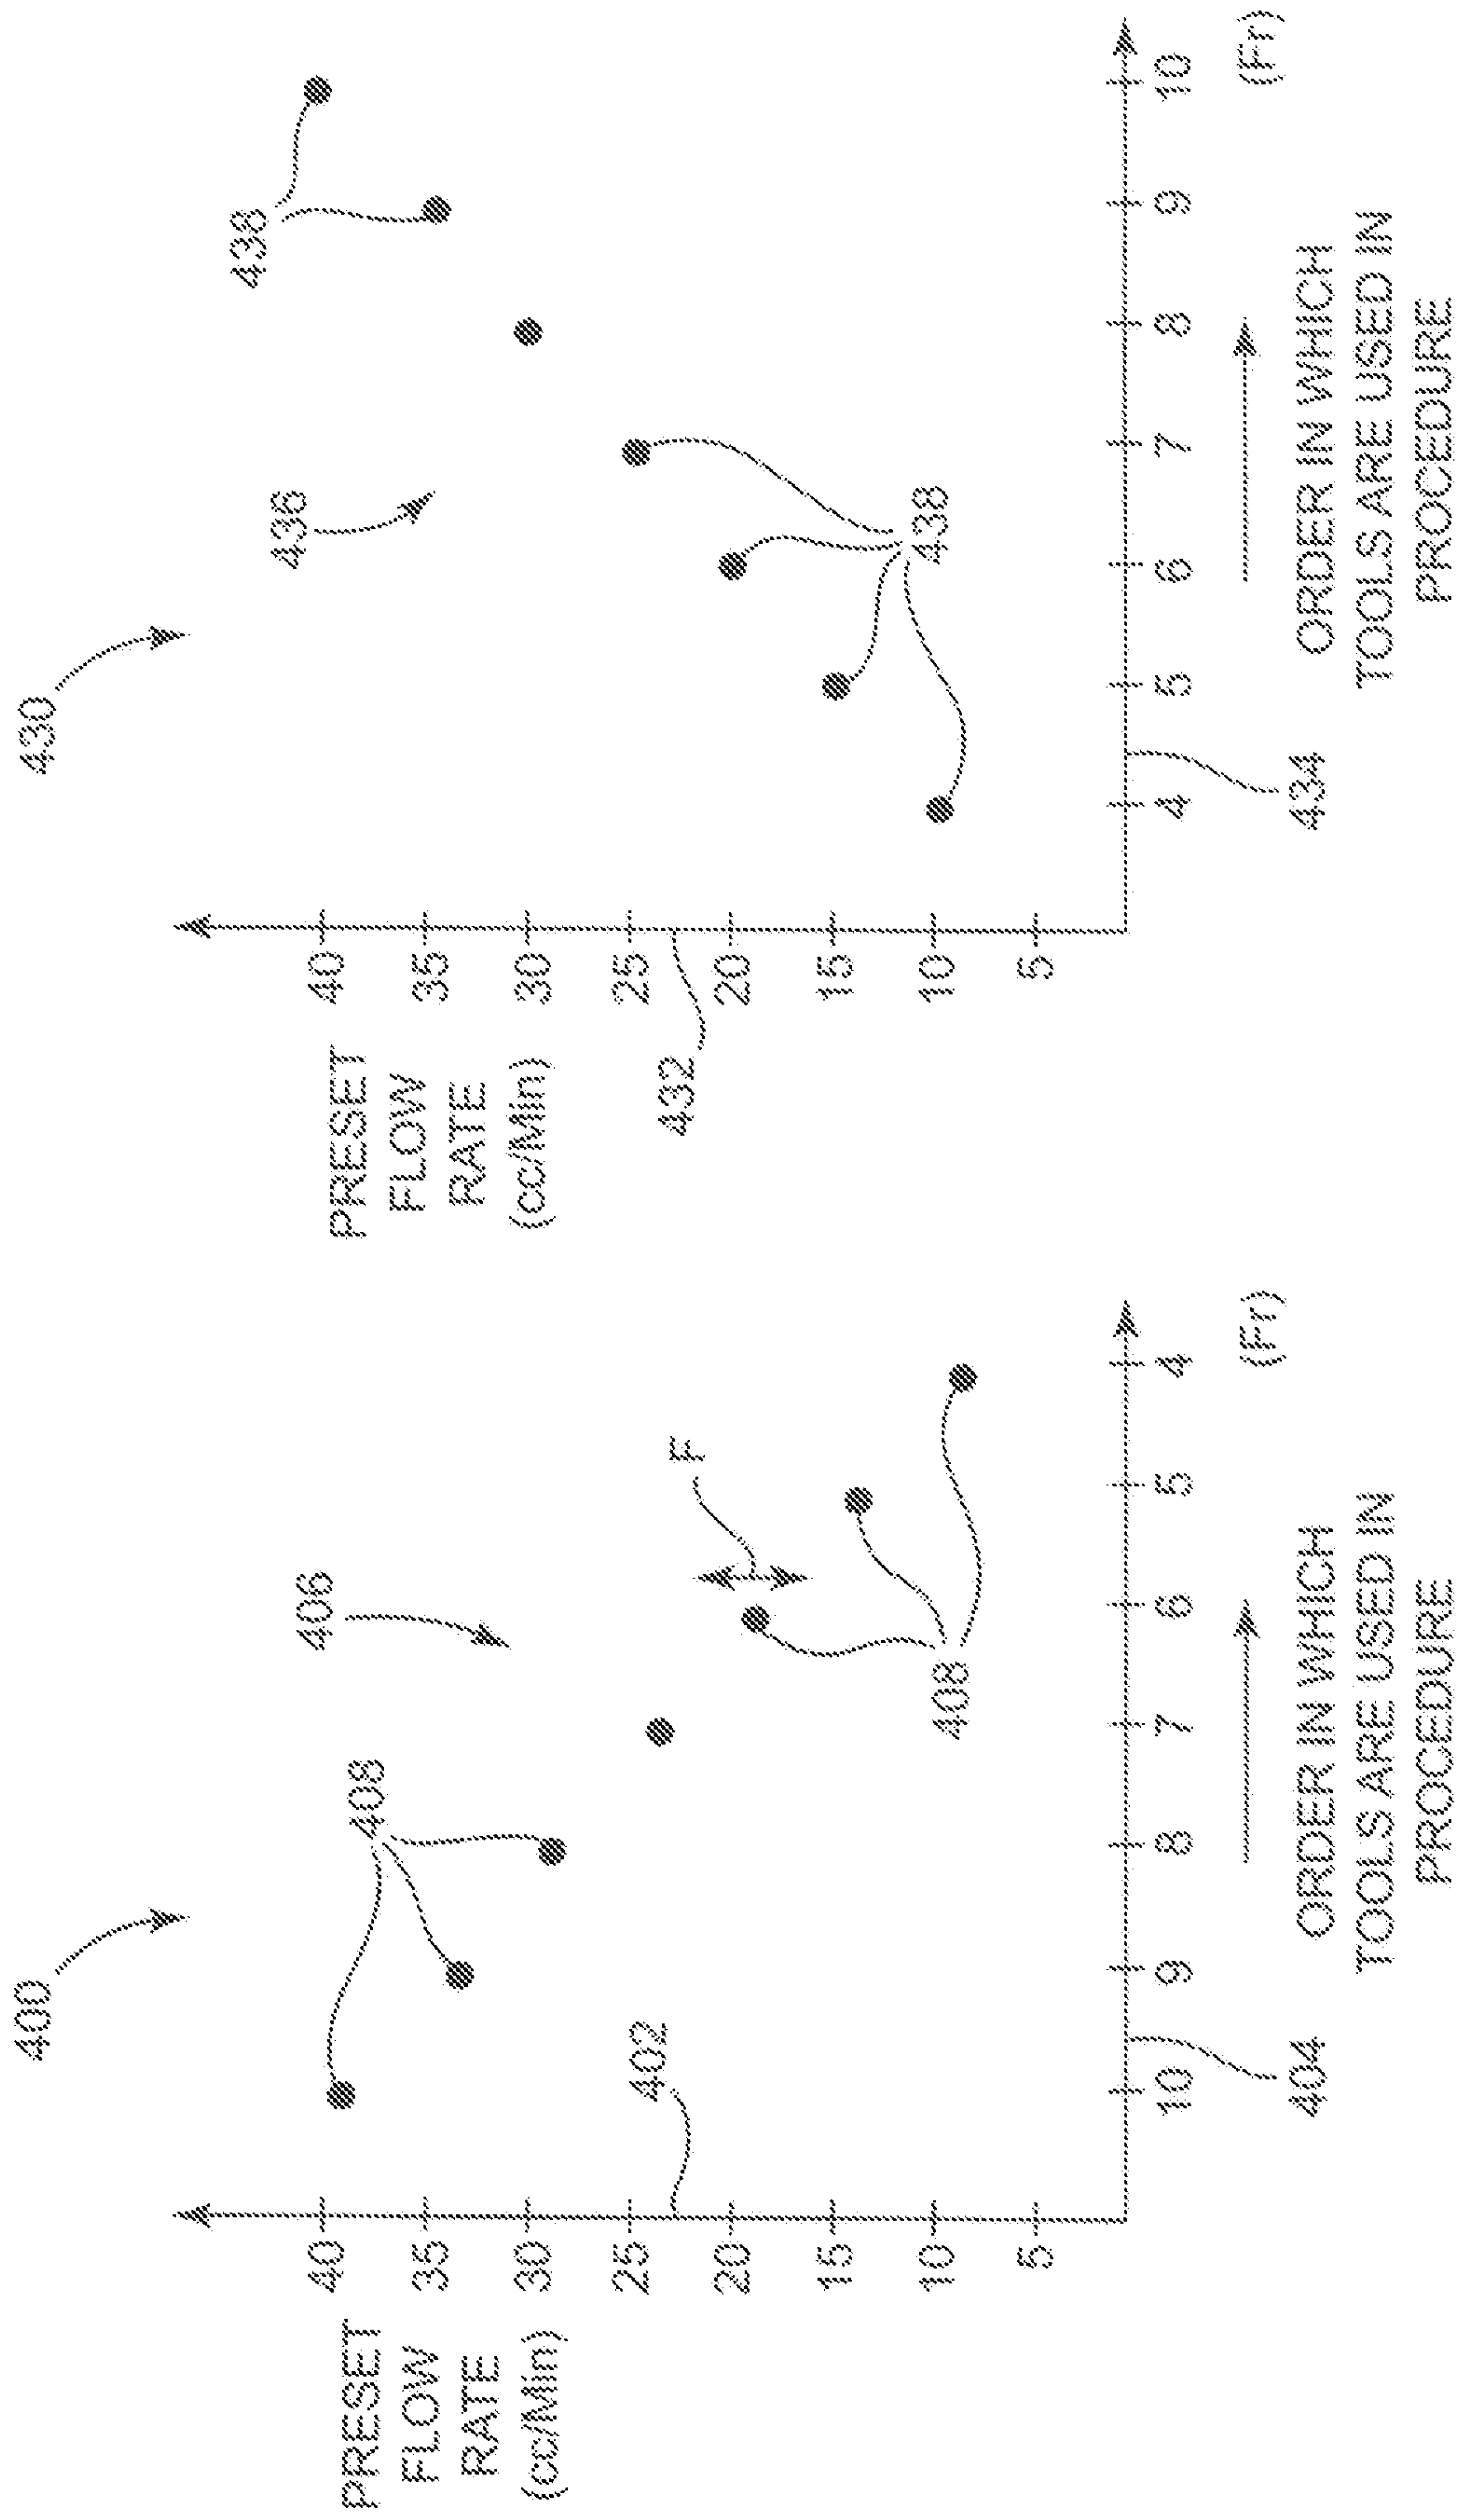 400
406
408
F
408
402
PRESET
FLOW
RATE
(cc/Min)
40
35
30
25
20
15
10
5
10 9 8 7 6 5 4
(Fr)
404
ORDER IN WHICH
TOOLS ARE USED IN
PROCEDURE
430
436
438
438
432
PRESET
FLOW
RATE
(cc/Min)
40
35
30
25
20
15
10
5
4 5 6 7 8 9 10
(Fr)
434
ORDER IN WHICH
TOOLS ARE USED IN
PROCEDURE